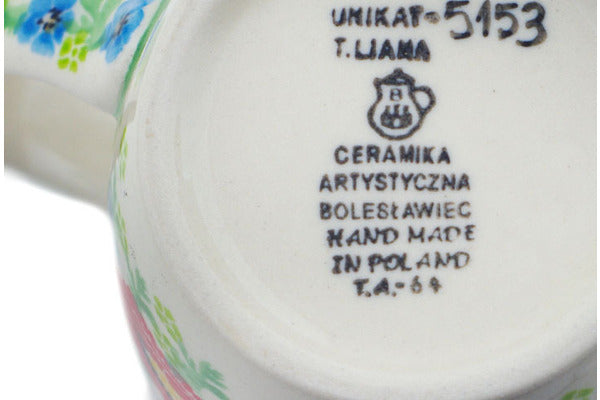 UNIKAT-5153
T.LIANA
B
CERAMIKA
ARTYSTYCZNA
BOLESŁAWIEC
HAND MADE
IN POLAND
T.A.-64